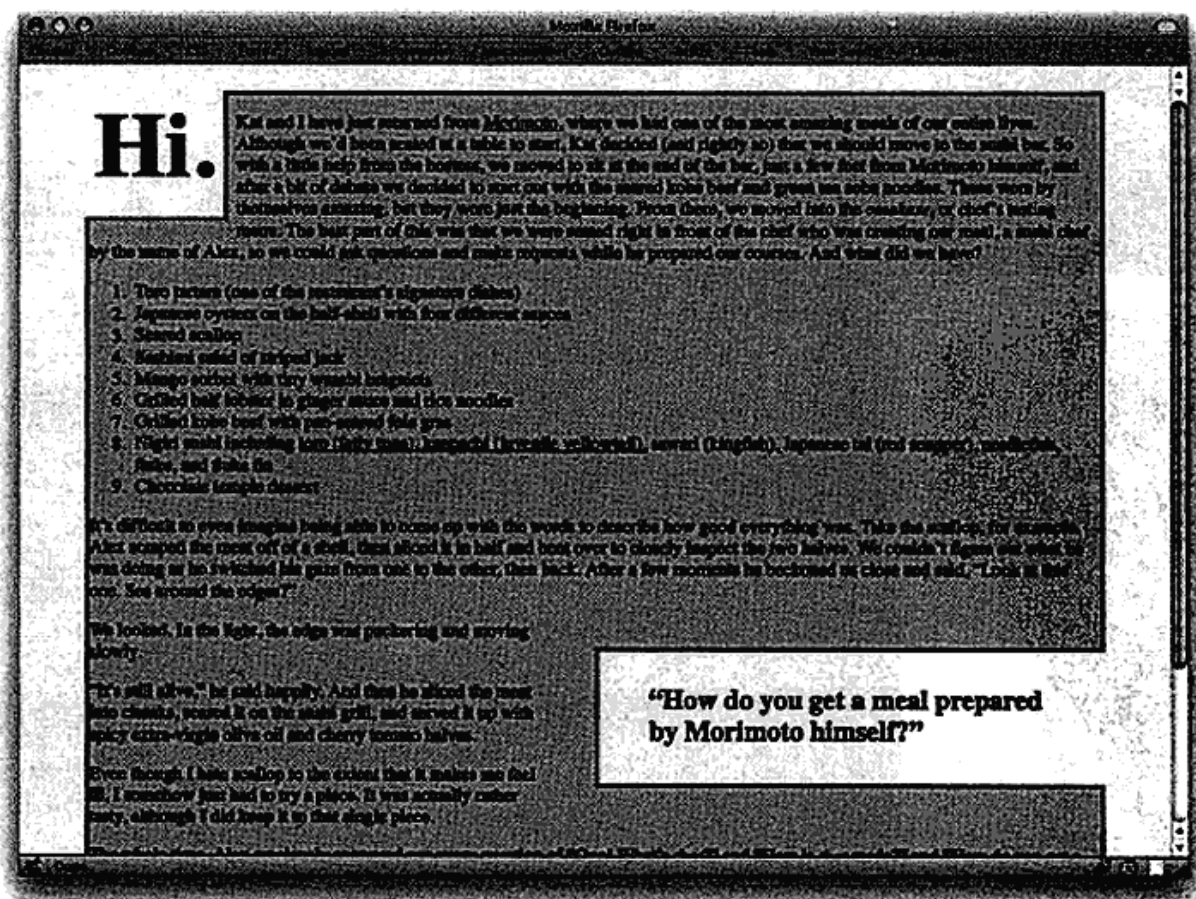 Mozilla Firefox
Hi.
Kat and I have just returned from Morimoto, where we had one of the most amazing meals of our entire lives.
Although we'd been seated at a table to start, Kat decided (and rightly so) that we should move to the sushi bar. So
with a little help from the hostess, we moved to sit at the end of the bar, just a few feet from Morimoto himself, and
after a bit of debate we decided to start out with the seared kobe beef and green tea soba noodles. These were by
themselves amazing, but they were just the beginning. From there, we moved into the omakase, or chef's tasting
menu. The best part of this was that we were seated right in front of the chef who was creating our meal, a sushi chef
by the name of Alex, so we could ask questions and make requests while he prepared our courses. And what did we have?
1. Toro tartare (one of the restaurant's signature dishes)
2. Japanese oysters on the half-shell with four different sauces
3. Seared scallop
4. Sashimi salad of striped jack
5. Mango sorbet with tiny wasabi
6. Grilled half lobster in ginger sauce and rice noodles
7. Grilled kobe beef with pan-seared foie gras
8. Nigiri sushi including toro (fatty tuna), hamachi (juvenile yellowtail), sawara (kingfish), Japanese tai (red snapper),
and
9. Chocolate temple dessert
It's difficult to even imagine being able to come up with the words to describe how good everything was. Take the scallop, for example.
Alex scraped the meat off of a shell, then sliced it in half and bent over to closely inspect the two halves. We couldn't figure out what he
was doing as he switched his gaze from one to the other, then back. After a few moments he beckoned us close and said, "Look at this
one. See around the edges?"
We looked. In the light, the edge was puckering and moving
slowly.
"It's still alive," he said happily. And then he sliced the meat
into chunks, seared it on the sushi grill, and served it up with
spicy extra-virgin olive oil and cherry tomato halves.
“How do you get a meal prepared
by Morimoto himself?”
Even though I hate scallop to the extent that it makes me feel
ill, I somehow just had to try a piece. It was actually rather
tasty, although I did keep it to that single piece.